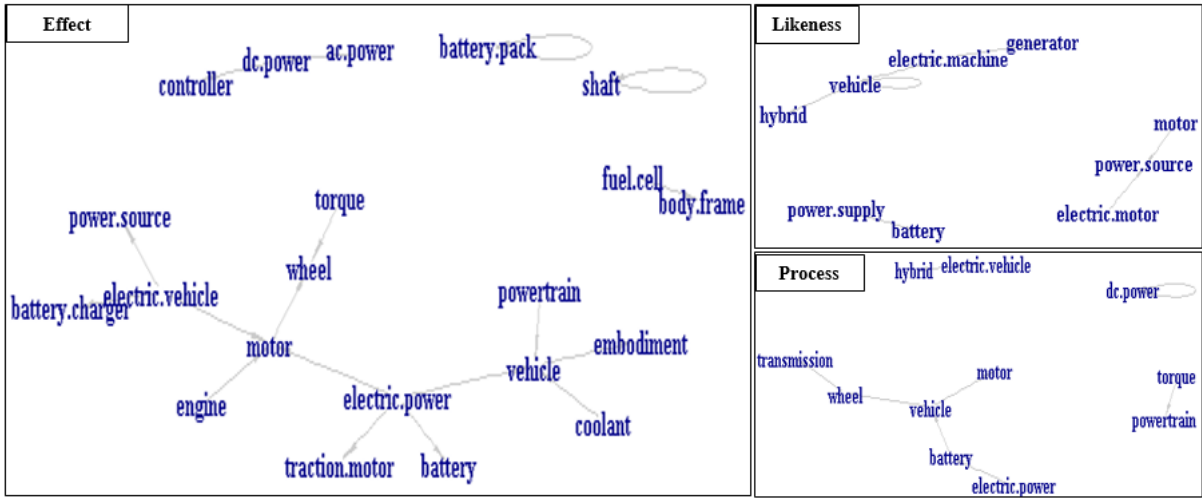 Effect
ac.power
dc.power
controller
battery.pack
shaft
fuel.cell
body.frame
torque
power.source
wheel
electric.vehicle
battery.charger
powertrain
motor
embodiment
vehicle
engine
electric.power
coolant
traction.motor
battery
Likeness
generator
electric.machine
vehicle
hybrid
motor
power.source
power.supply
electric.motor
battery
Process
hybrid
electric.vehicle
dc.power
transmission
motor
torque
wheel
vehicle
powertrain
battery
electric.power